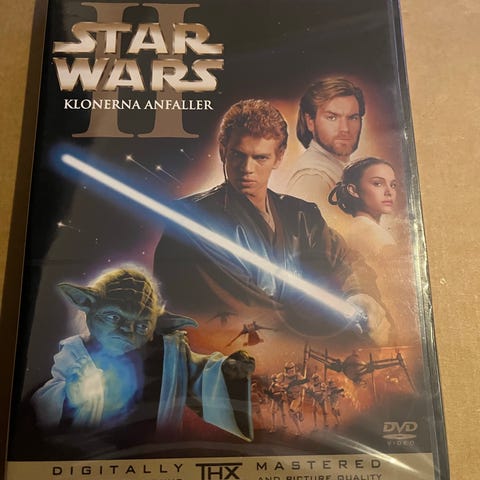 II
STAR
WARS
KLONERNA ANFALLER
DVD
VIDEO
DIGITALLY THX MASTERED
AND PICTURE QUALITY